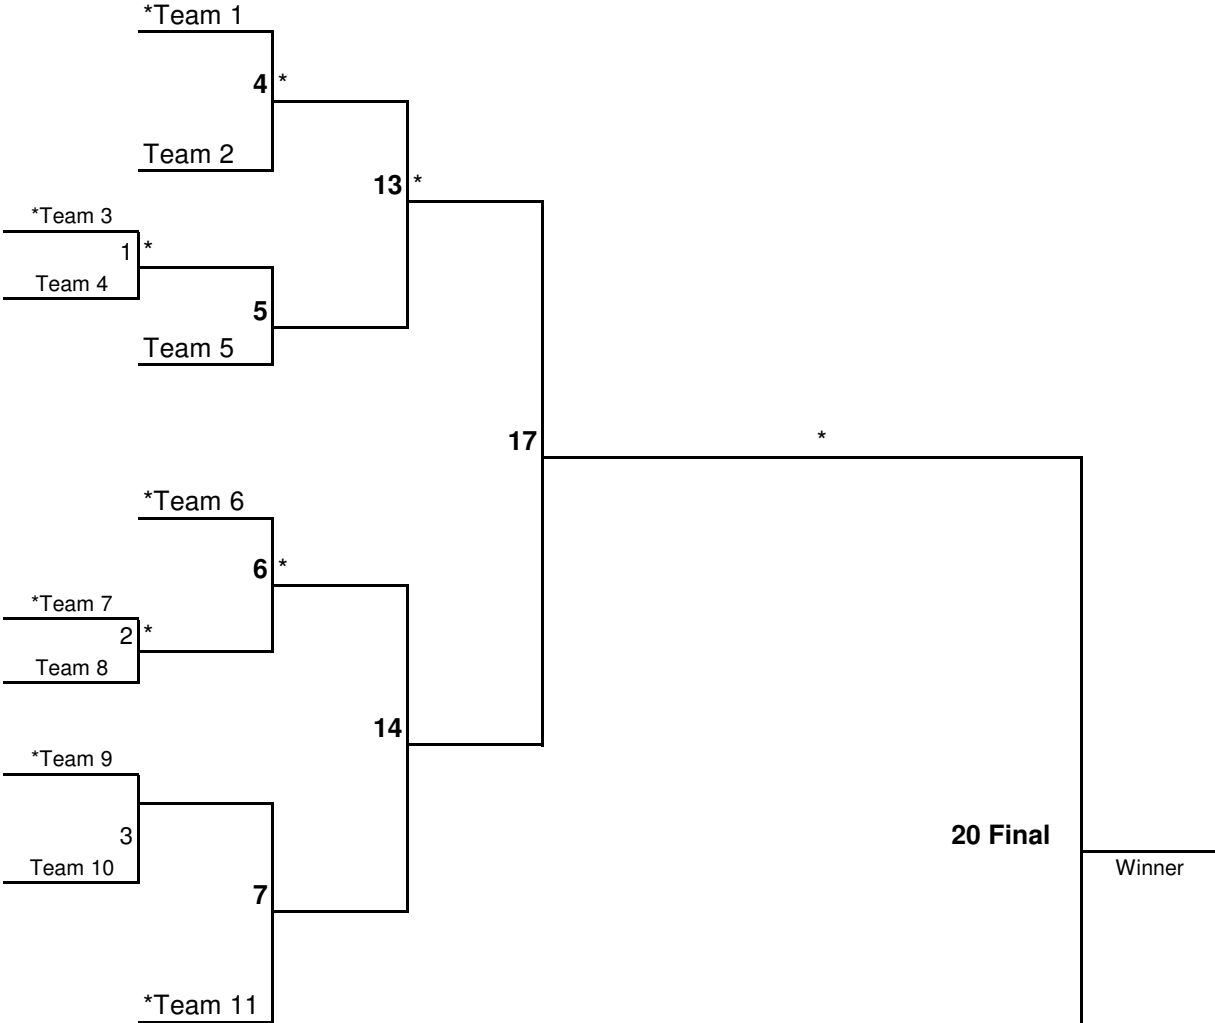 *Team 1
4 *
Team 2
13 *
*Team 3
1 *
Team 4
5
Team 5
17
*
*Team 6
6 *
*Team 7
2 *
Team 8
14
*Team 9
3
Team 10
20 Final
Winner
7
*Team 11